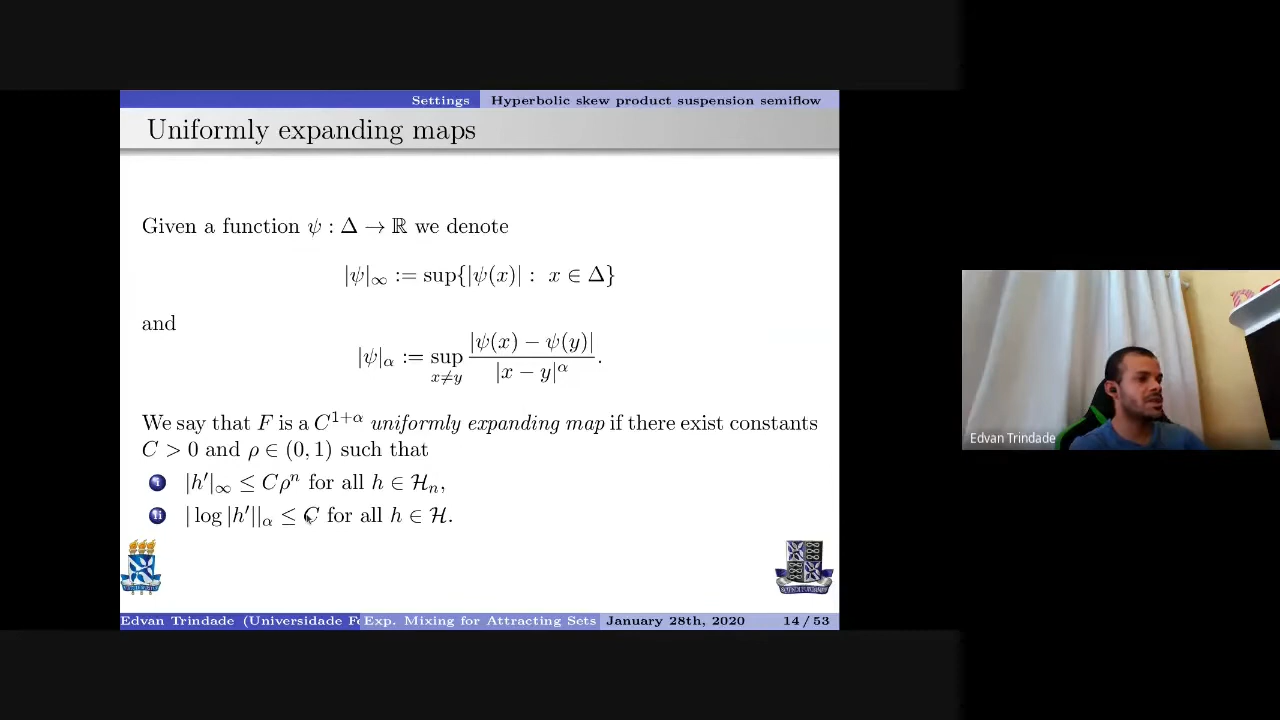 Settings Hyperbolic skew product suspension semiflow
Uniformly expanding maps
Given a function ψ : Δ → ℝ we denote
|ψ|∞ := sup{|ψ(x)| : x ∈ Δ}
and
|ψ|α := sup_{x≠y} |ψ(x) − ψ(y)| / |x − y|^α.
We say that F is a C^{1+α} uniformly expanding map if there exist constants
C > 0 and ρ ∈ (0, 1) such that
i |h′|∞ ≤ Cρ^n for all h ∈ ℋ_n,
ii | log |h′||α ≤ C for all h ∈ ℋ.
Edvan Trindade (Universidade Fe Exp. Mixing for Attracting Sets January 28th, 2020 14 / 53
Edvan Trindade